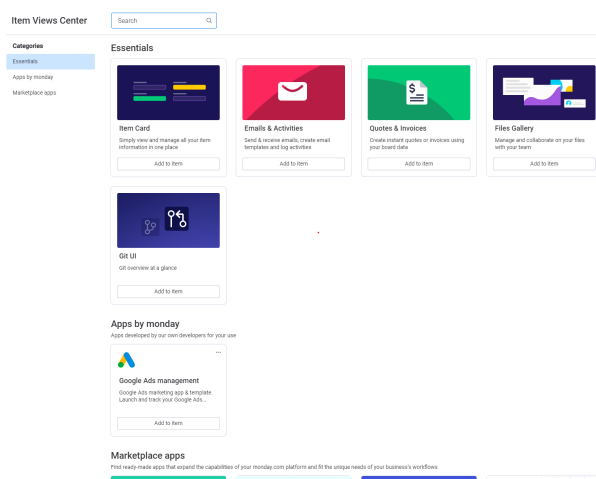 Item Views Center
Search
Categories
Essentials
Apps by monday
Marketplace apps
Essentials
Item Card
Simply view and manage all your item
information in one place
Add to item
Emails & Activities
Send & receive emails, create email
templates and log activities
Add to item
Quotes & Invoices
Create instant quotes or invoices using
your board data
Add to item
Files Gallery
Manage and collaborate on your files
with your team
Add to item
Git UI
Git overview at a glance
Add to item
Apps by monday
Apps developed by our own developers for your use
Google Ads management
Google Ads marketing app & template.
Launch and track your Google Ads...
Add to item
Marketplace apps
Find ready-made apps that expand the capabilities of your monday.com platform and fit the unique needs of your business's workflows